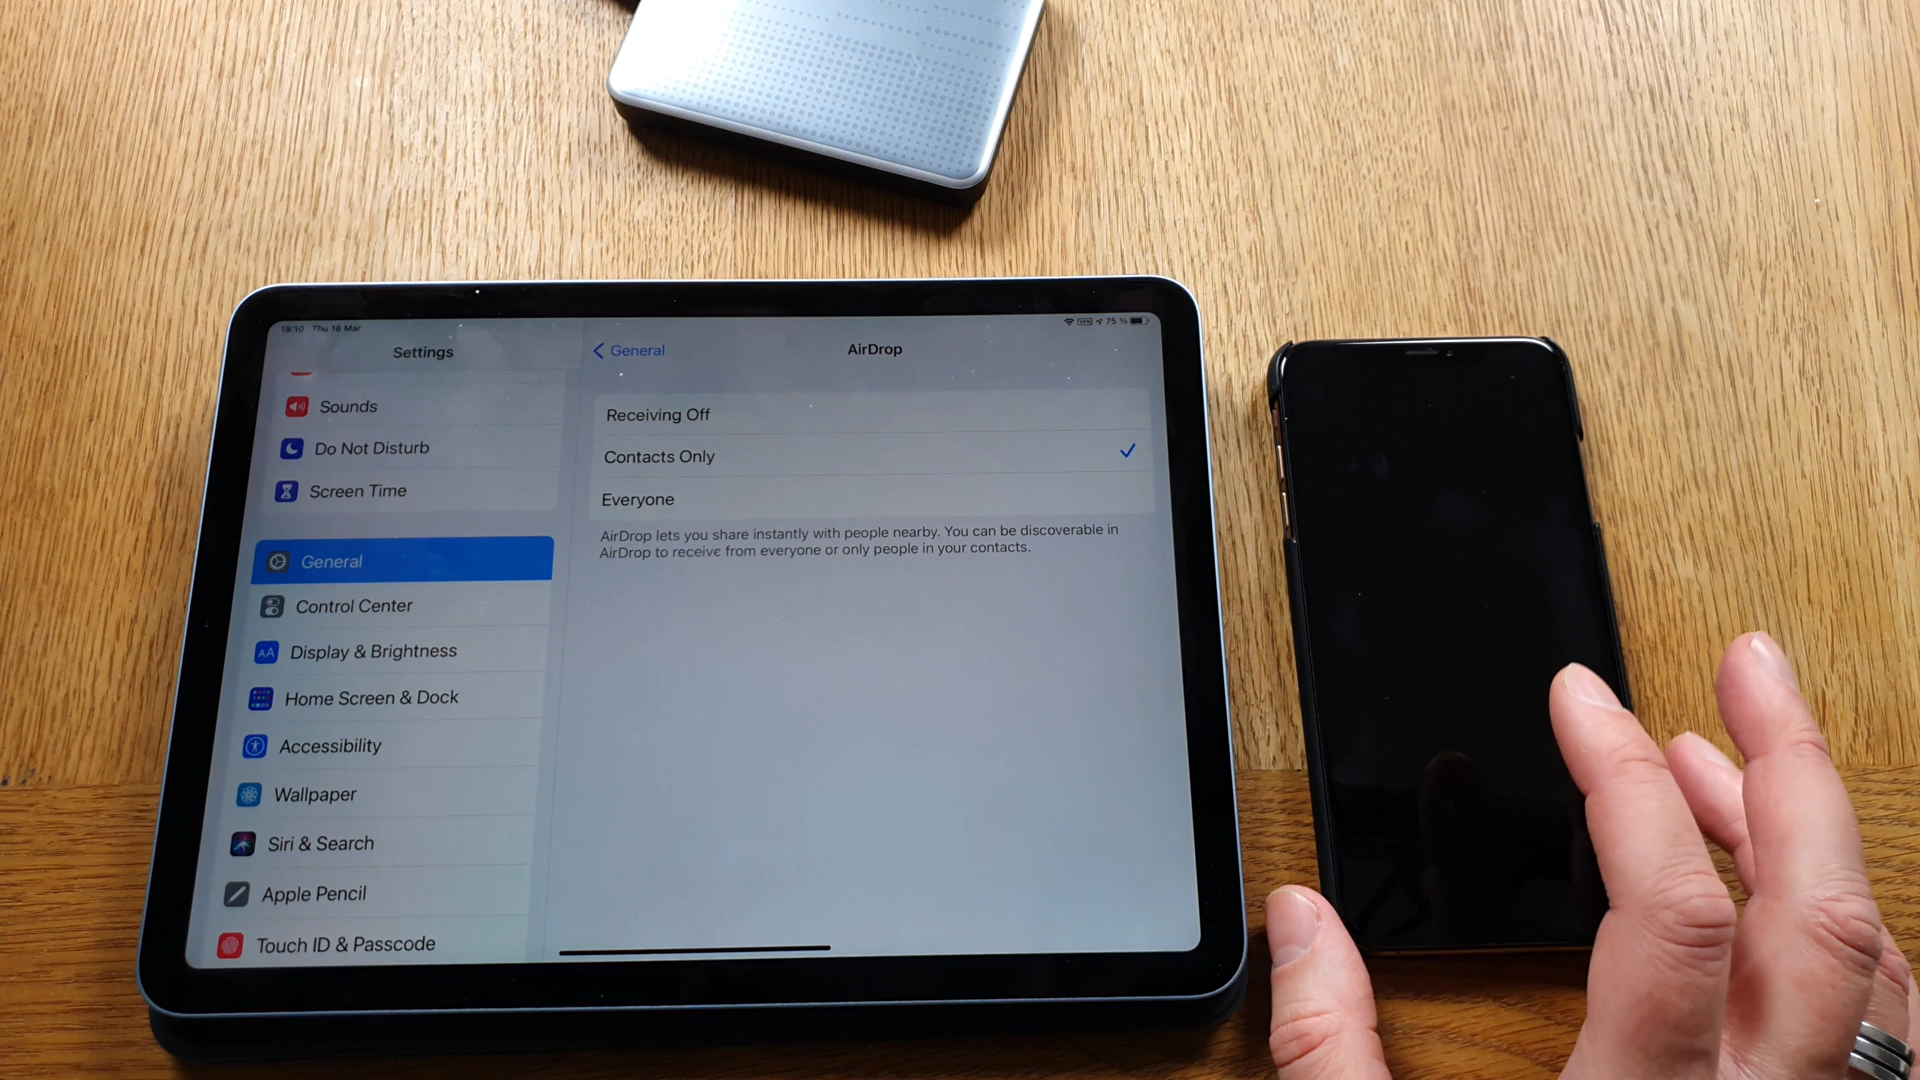 19:10 Thu 18 Mar
VPN 75 %
Settings
Sounds
Do Not Disturb
Screen Time
General
Control Center
AA
Display & Brightness
Home Screen & Dock
Accessibility
Wallpaper
Siri & Search
Apple Pencil
Touch ID & Passcode
General
AirDrop
Receiving Off
Contacts Only
Everyone
AirDrop lets you share instantly with people nearby. You can be discoverable in
AirDrop to receive from everyone or only people in your contacts.